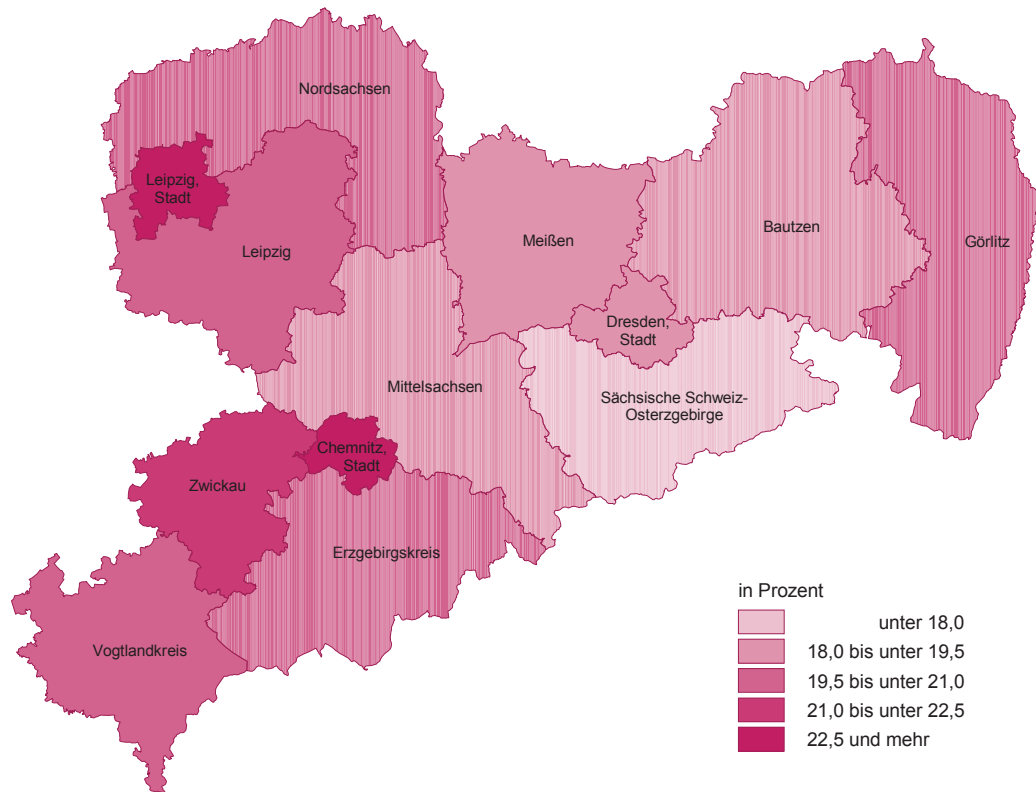 Nordsachsen
Leipzig,
Stadt
Leipzig
Meißen
Bautzen
Görlitz
Dresden,
Stadt
Mittelsachsen
Sächsische Schweiz-
Osterzgebirge
Chemnitz,
Stadt
Zwickau
Erzgebirgskreis
Vogtlandkreis
in Prozent
unter 18,0
18,0 bis unter 19,5
19,5 bis unter 21,0
21,0 bis unter 22,5
22,5 und mehr